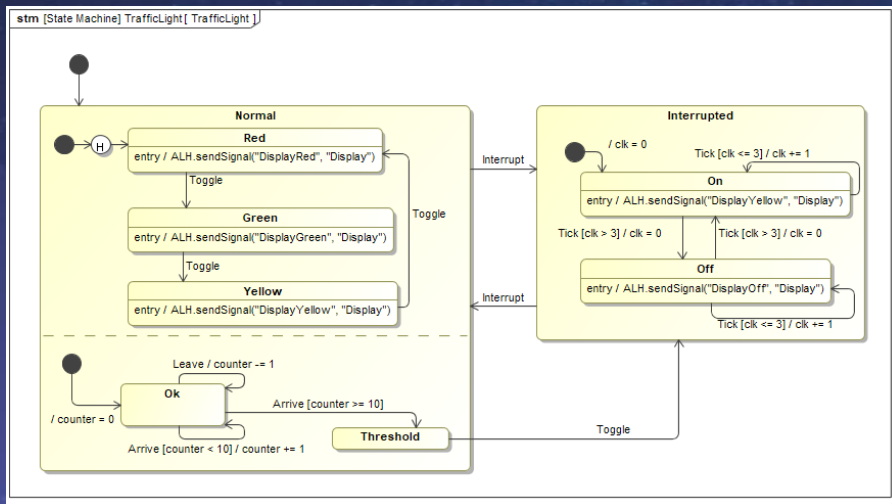 stm [State Machine] TrafficLight[ TrafficLight ]
Normal
H
Red
entry / ALH.sendSignal("DisplayRed", "Display")
Toggle
Green
entry / ALH.sendSignal("DisplayGreen", "Display")
Toggle
Toggle
Yellow
entry / ALH.sendSignal("DisplayYellow", "Display")
Leave / counter -= 1
Ok
/ counter = 0
Arrive [counter >= 10]
Arrive [counter < 10] / counter += 1
Threshold
Interrupt
Interrupt
Toggle
Interrupted
/ clk = 0
Tick [clk <= 3] / clk += 1
On
entry / ALH.sendSignal("DisplayYellow", "Display")
Tick [clk > 3] / clk = 0
Tick [clk > 3] / clk = 0
Off
entry / ALH.sendSignal("DisplayOff", "Display")
Tick [clk <= 3] / clk += 1